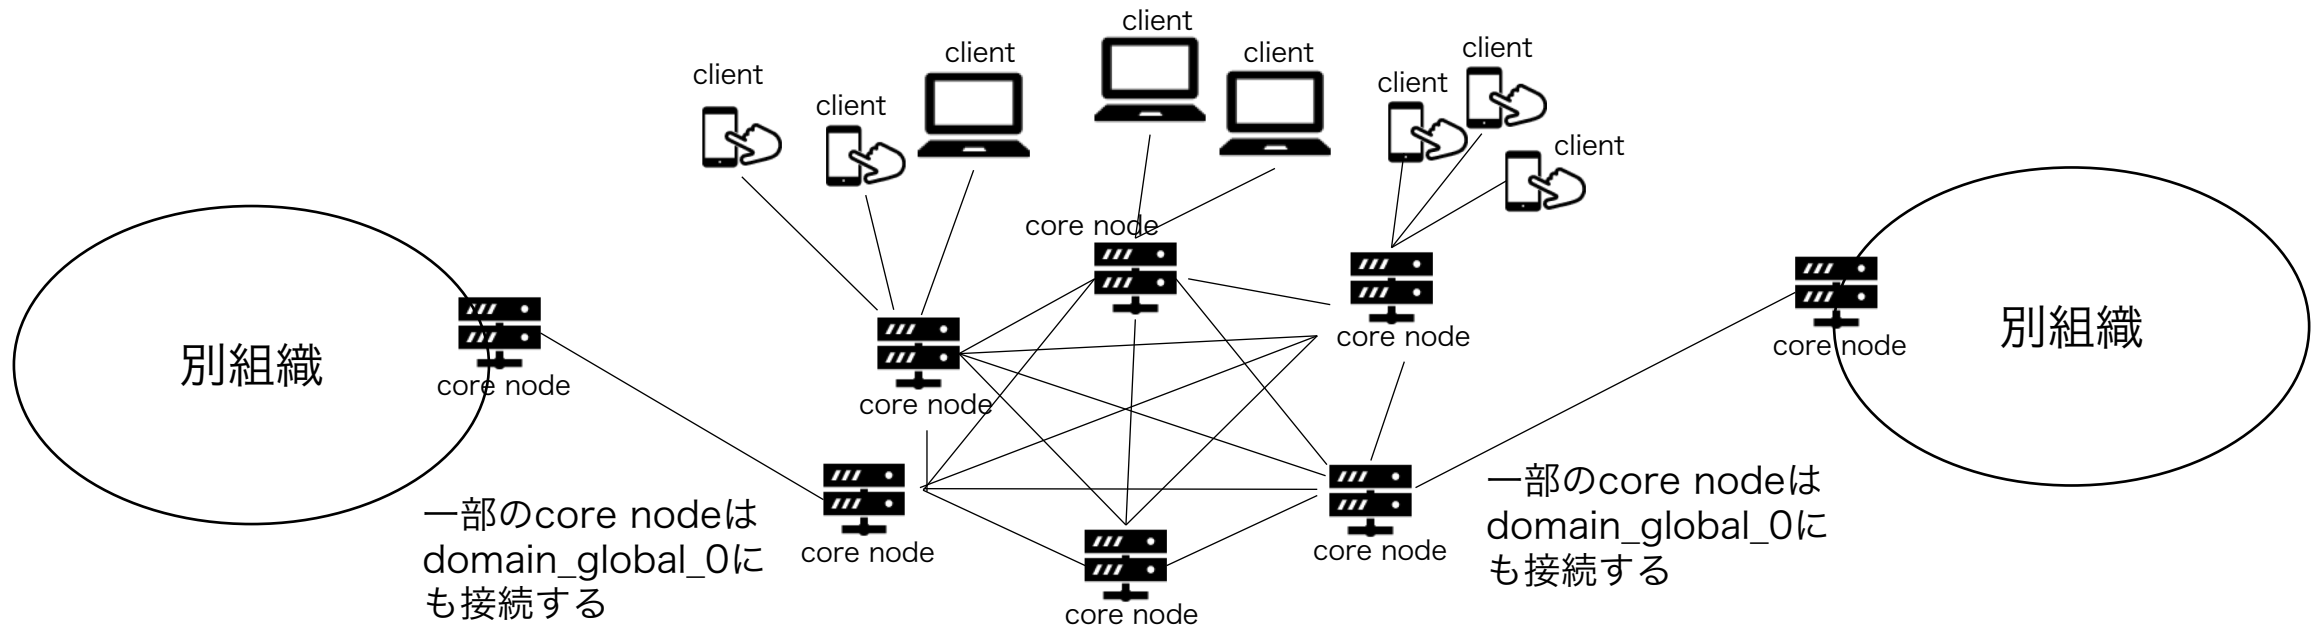 client
client
client
client
client
client
client
client
core node
core node
core node
core node
core node
core node
core node
core node
別組織
別組織
一部のcore nodeは
domain_global_0に
も接続する
一部のcore nodeは
domain_global_0に
も接続する